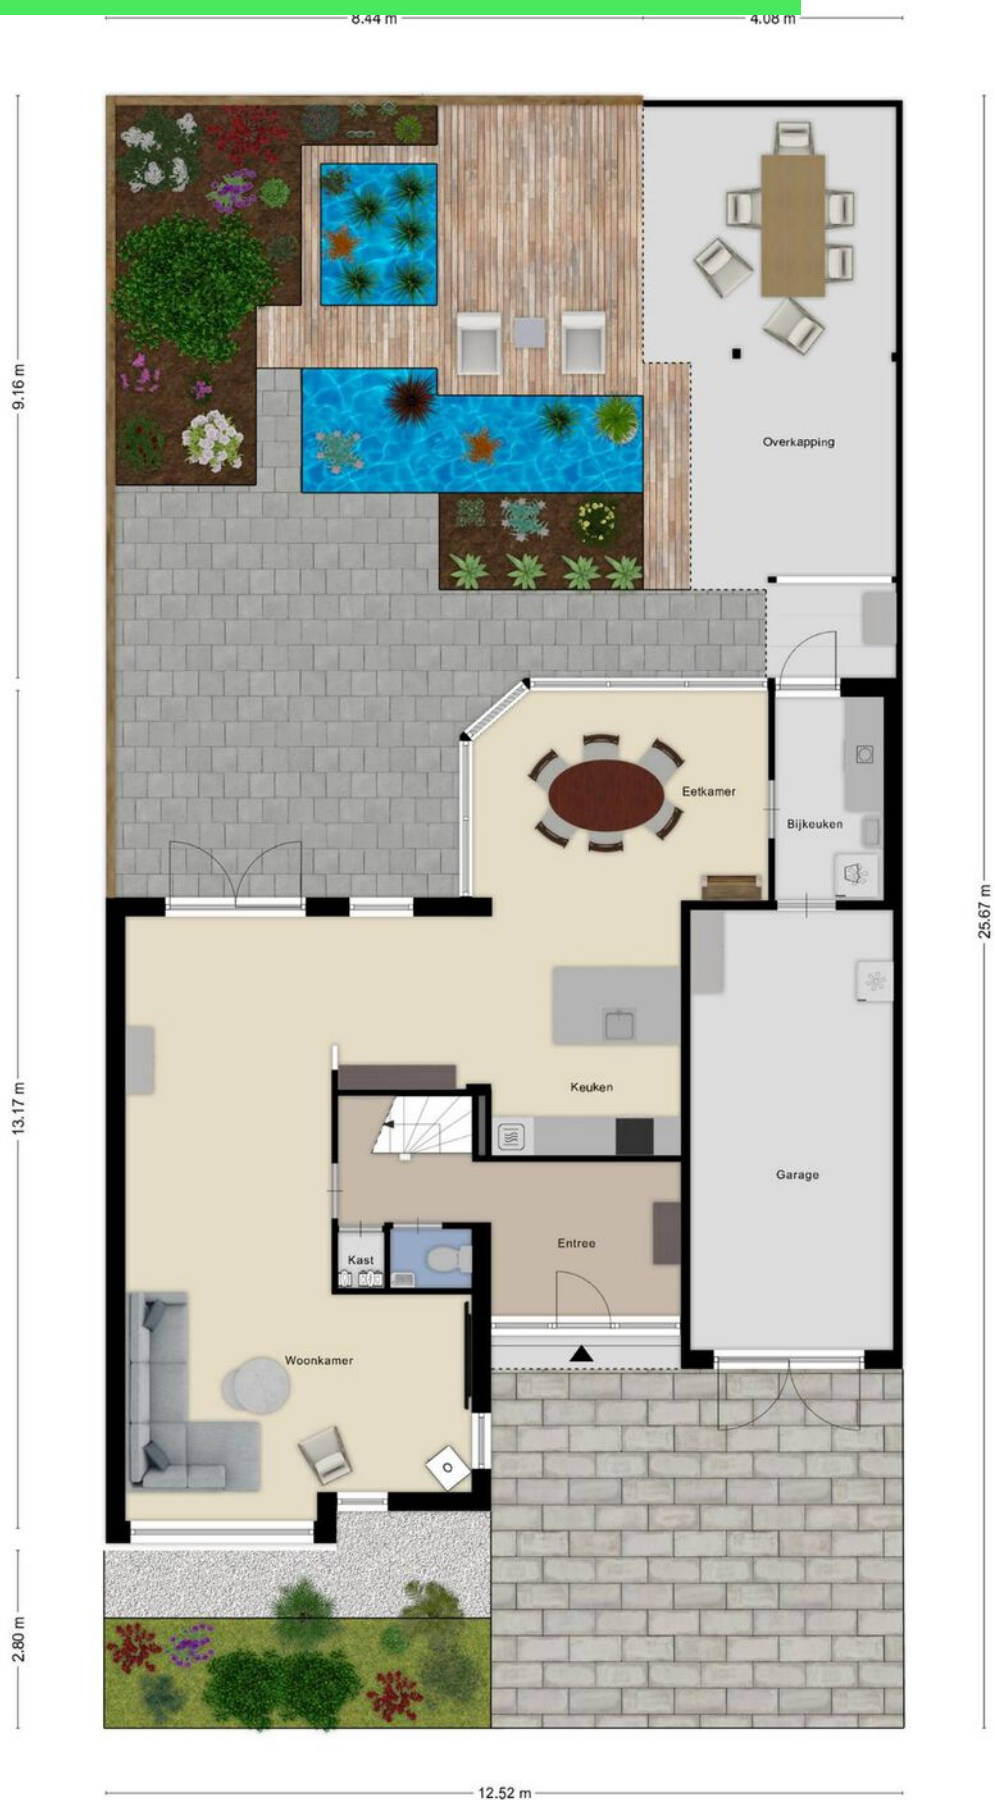 8.44 m
4.08 m
9.16 m
Overkapping
Eetkamer
Bijkeuken
25.67 m
Keuken
13.17 m
Garage
Entree
Kast
Woonkamer
2.80 m
12.52 m